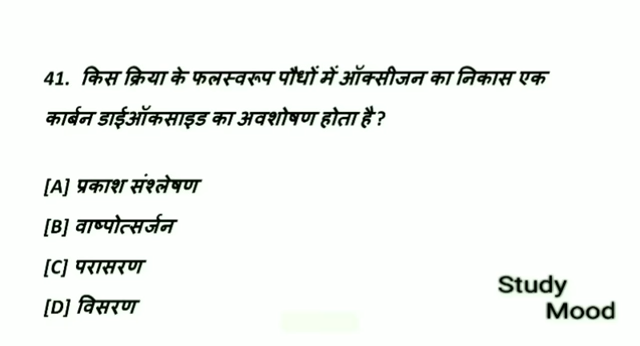 41. किस क्रिया के फलस्वरूप पौधों में ऑक्सीजन का निकास एक
कार्बन डाईऑकसाइड का अवशोषण होता है?
[A] प्रकाश संश्लेषण
[B] वाष्पोत्सर्जन
[C] परासरण
[D] विसरण
Study
Mood